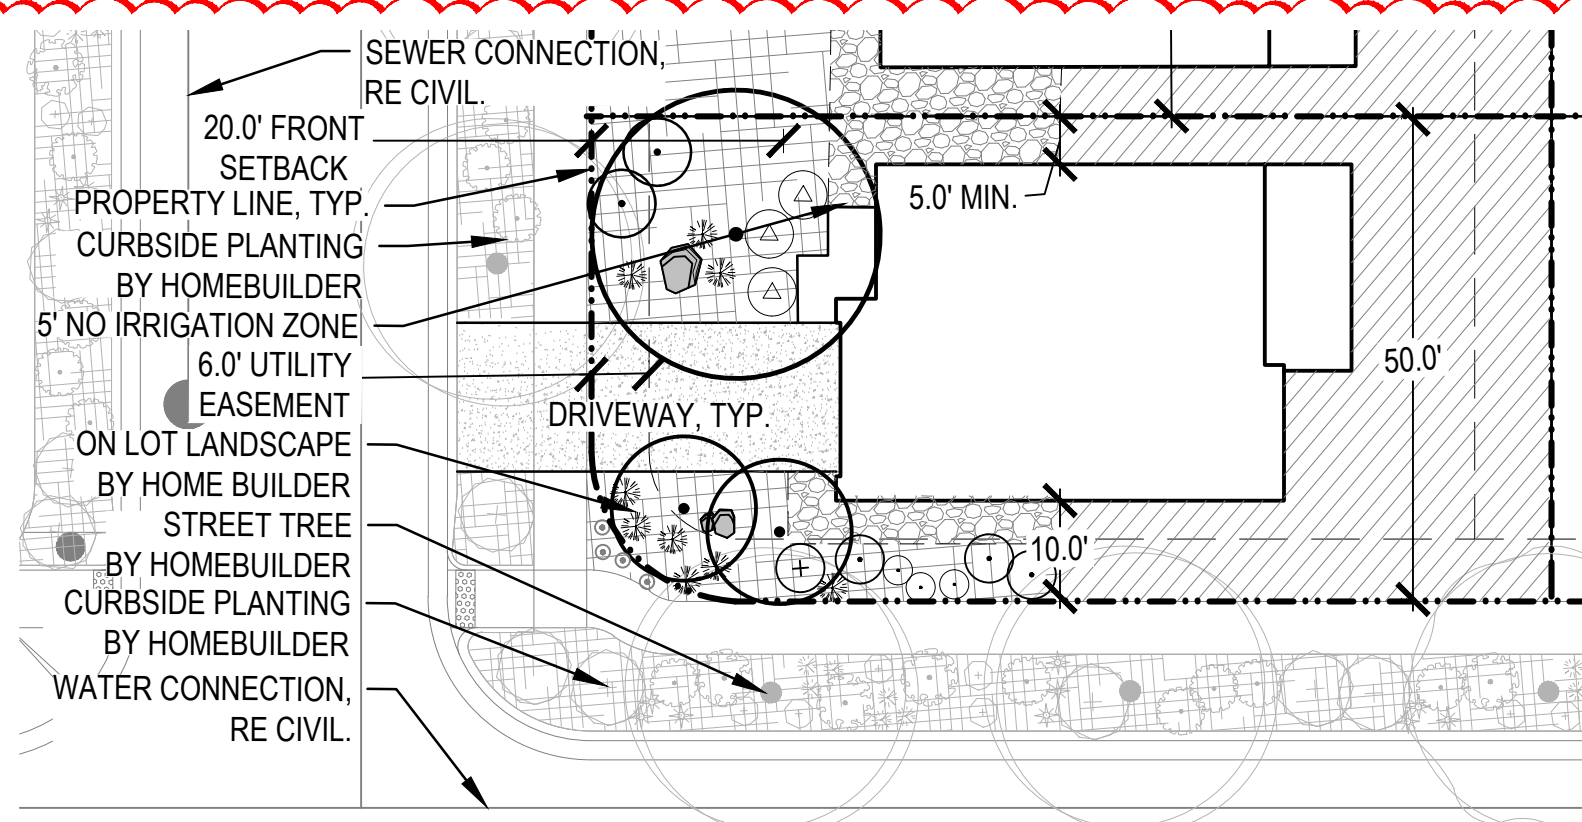 SEWER CONNECTION,
RE CIVIL.
20.0' FRONT
SETBACK
PROPERTY LINE, TYP.
CURBSIDE PLANTING
BY HOMEBUILDER
5' NO IRRIGATION ZONE
6.0' UTILITY
EASEMENT
ON LOT LANDSCAPE
BY HOME BUILDER
STREET TREE
BY HOMEBUILDER
CURBSIDE PLANTING
BY HOMEBUILDER
WATER CONNECTION,
RE CIVIL.
DRIVEWAY, TYP.
5.0' MIN.
50.0'
10.0'